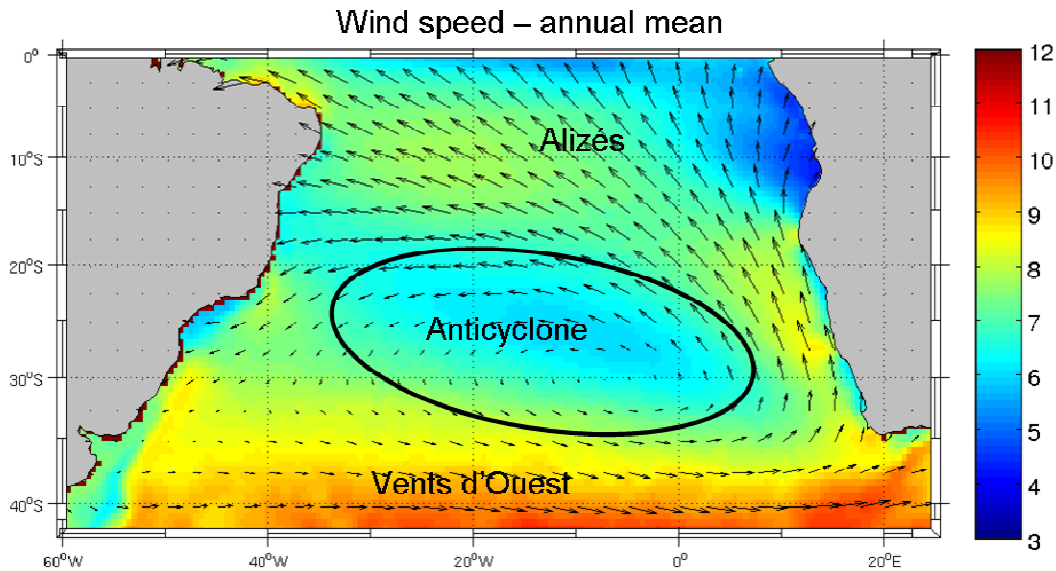 Wind speed – annual mean
0°
10°S
20°S
30°S
40°S
60°W
40°W
20°W
0°
20°E
Alizés
Anticyclone
Vents d'Ouest
12
11
10
9
8
7
6
5
4
3